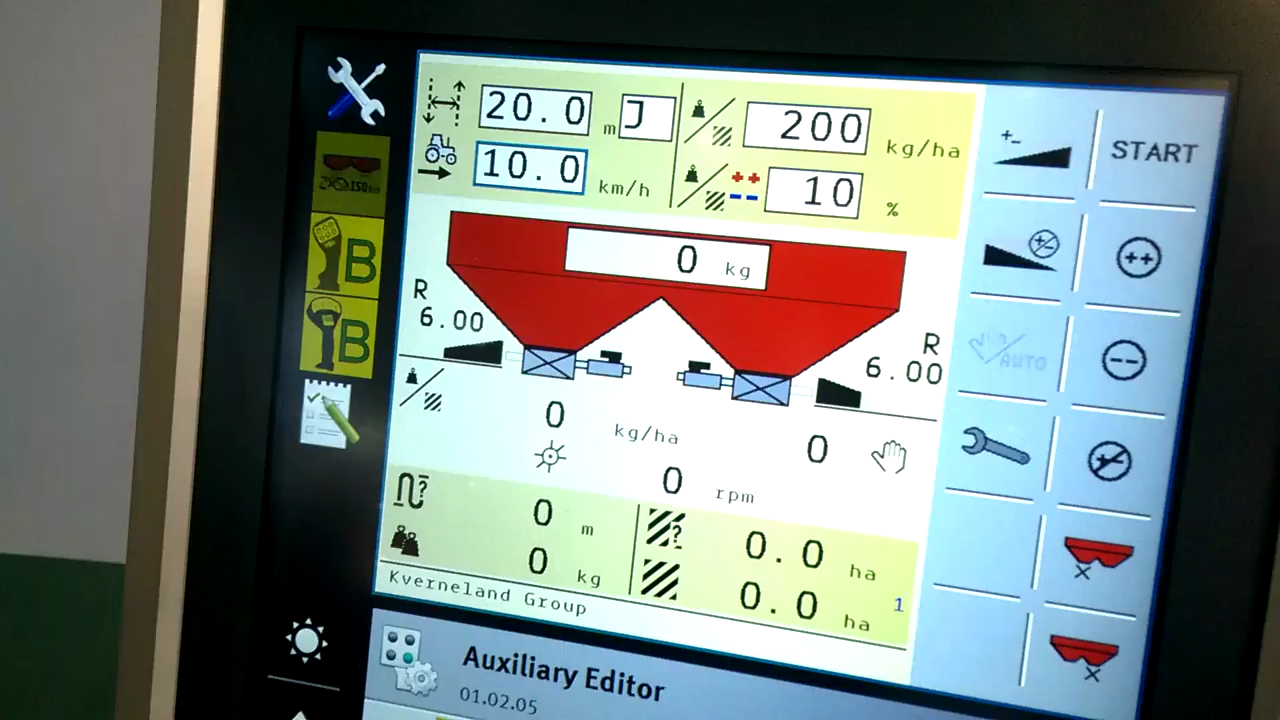 20.0 m J
200 kg/ha
START
10.0 km/h
10 %
ISO
0 kg
B
R
6.00
R
6.00
AUTO
B
0 kg/ha
0
0 rpm
0 m
0.0 ha
0 kg
0.0 ha
1
Kverneland Group
Auxiliary Editor
01.02.05